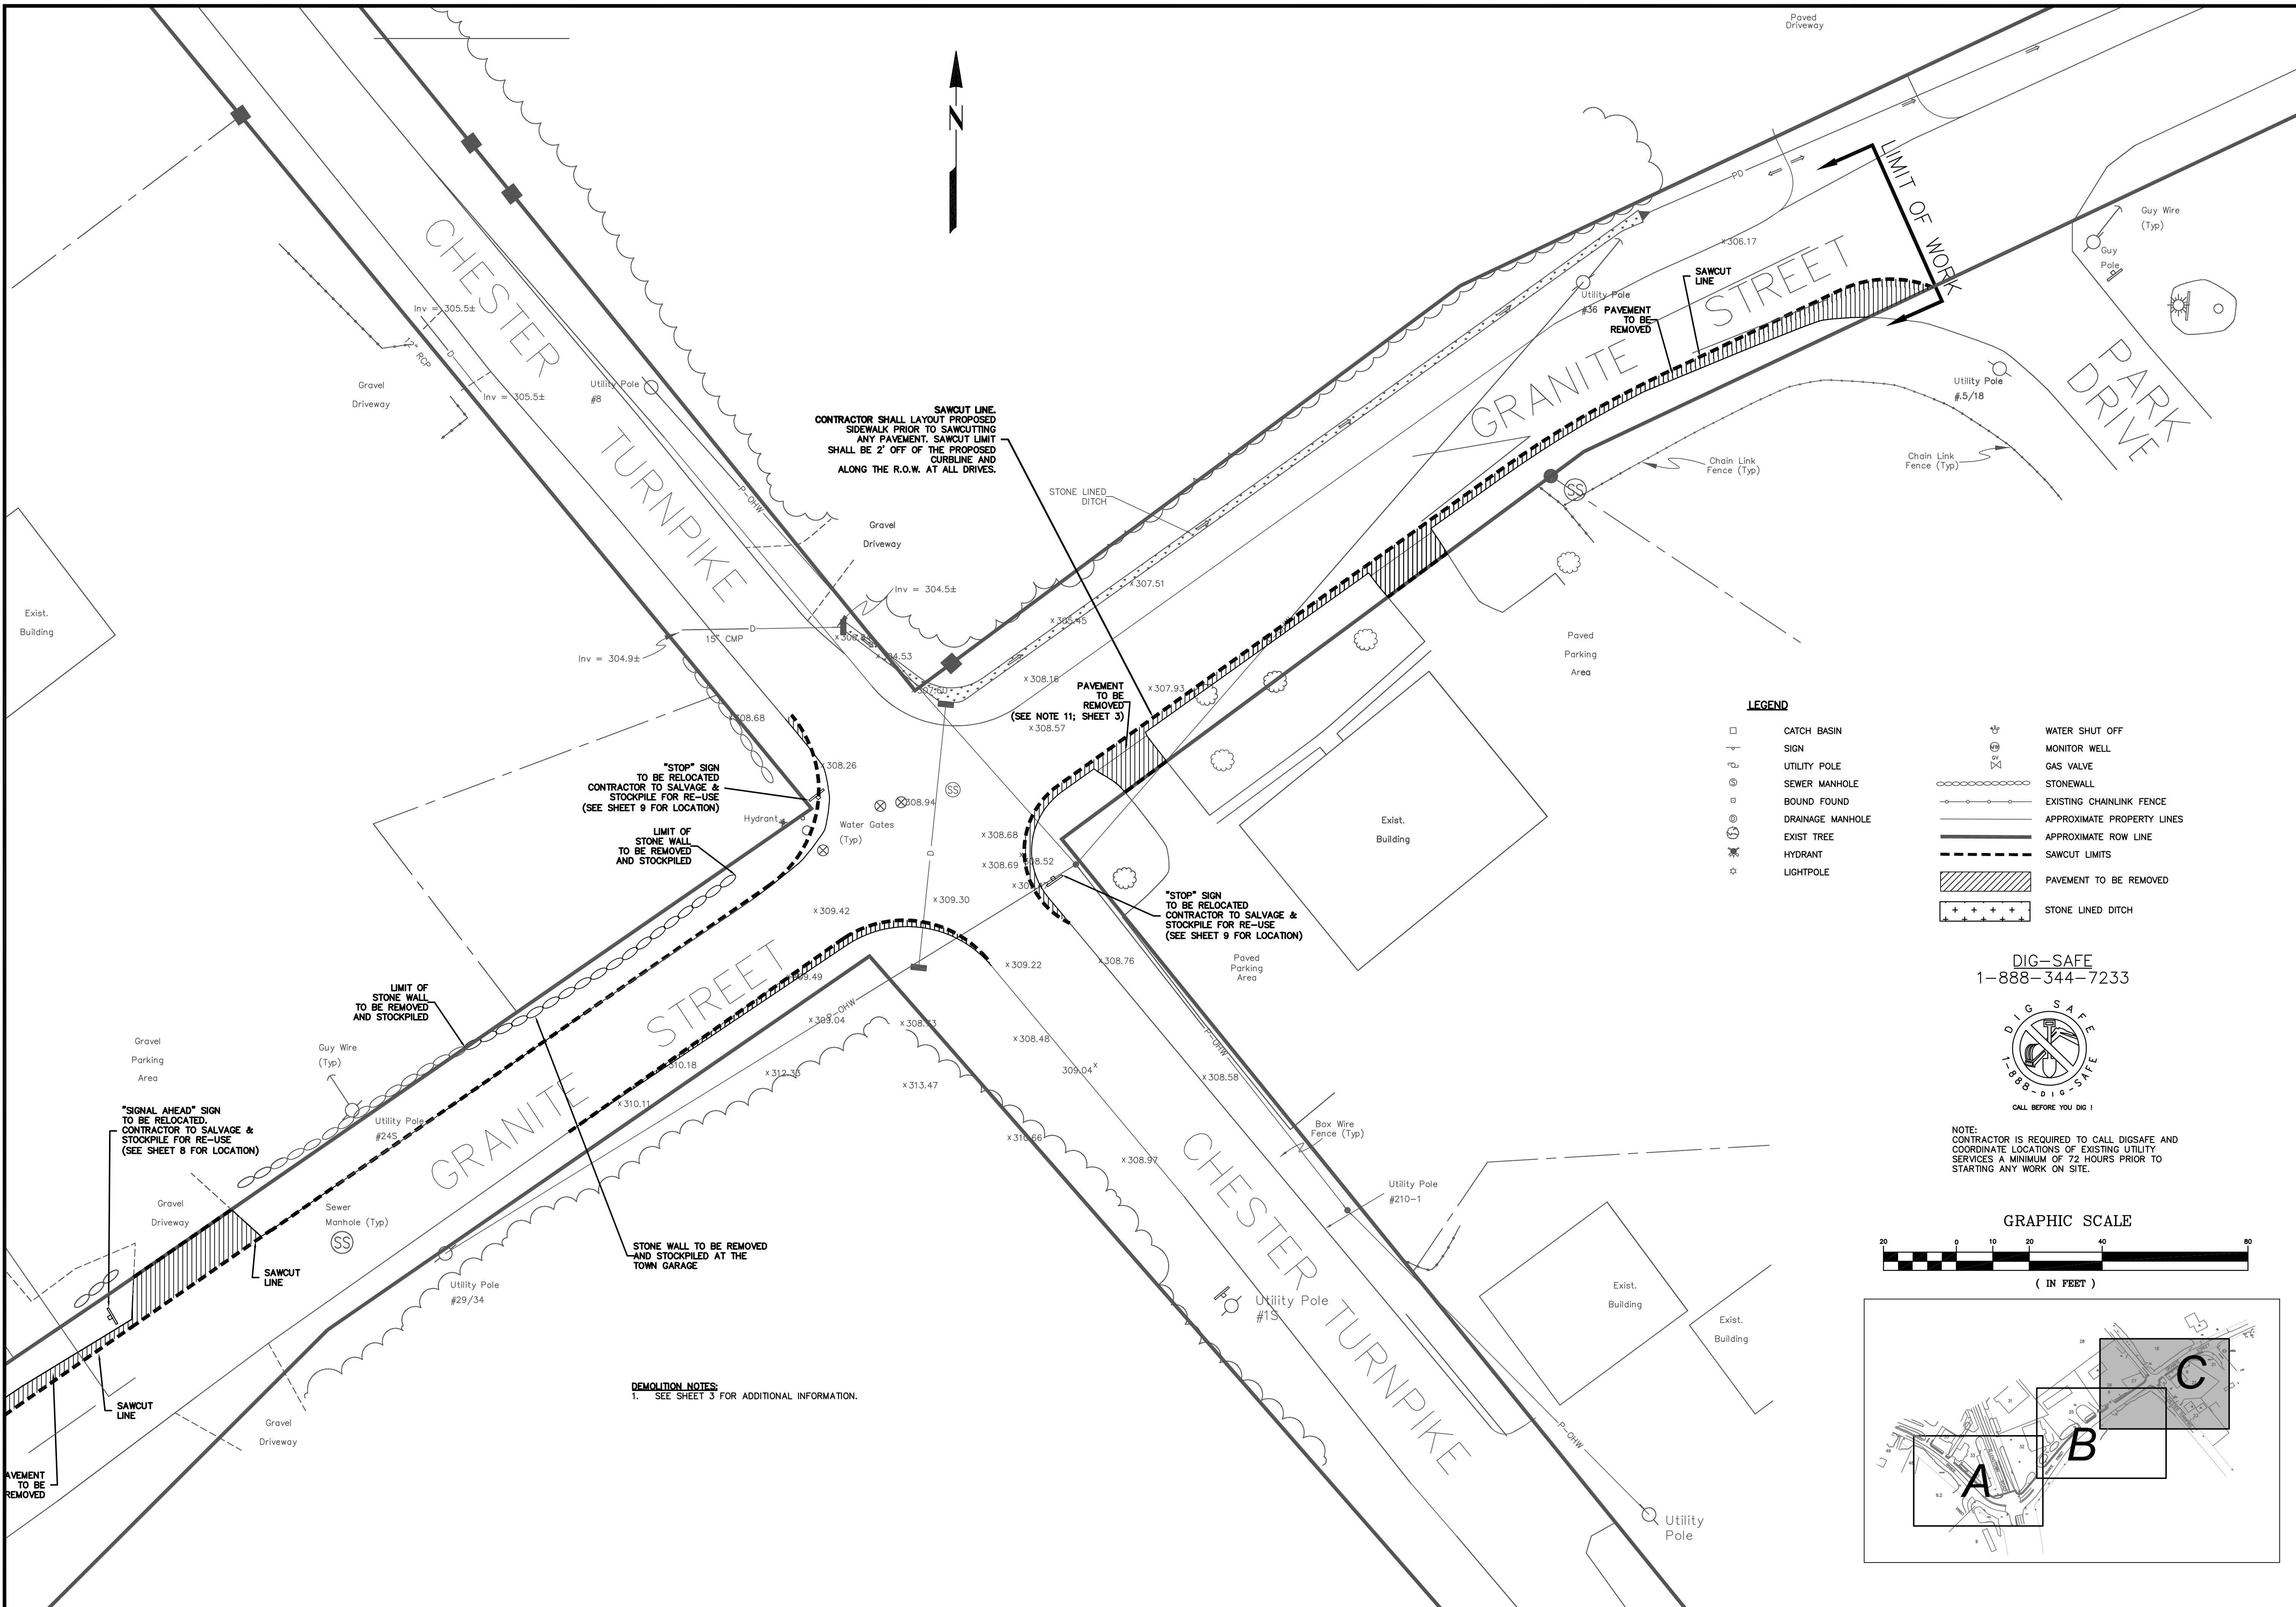 Paved
Driveway
N
LIMIT OF WORK
PD
CHESTER
TURNPIKE
GRANITE
STREET
x 306.17
SAWCUT
LINE
Guy Wire
(Typ)
Guy
Pole
Utility Pole
#36
PAVEMENT
TO BE
REMOVED
Inv = 305.5±
12" RCP
D
Inv = 305.5±
Gravel
Driveway
Utility Pole
#8
Utility Pole
#.5/18
PARK
DRIVE
SAWCUT LINE.
CONTRACTOR SHALL LAYOUT PROPOSED
SIDEWALK PRIOR TO SAWCUTTING
ANY PAVEMENT. SAWCUT LIMIT
SHALL BE 2' OFF OF THE PROPOSED
CURBLINE AND
ALONG THE R.O.W. AT ALL DRIVES.
Chain Link
Fence (Typ)
Chain Link
Fence (Typ)
P-OHW
STONE LINED
DITCH
SS
Gravel
Driveway
Inv = 304.5±
x 307.51
Exist.
Building
D
15" CMP
Inv = 304.9±
x 305.45
Paved
Parking
Area
x 308.16
x 307.93
x 308.68
x 308.57
PAVEMENT
TO BE
REMOVED
(SEE NOTE 11; SHEET 3)
"STOP" SIGN
TO BE RELOCATED
CONTRACTOR TO SALVAGE &
STOCKPILE FOR RE-USE
(SEE SHEET 9 FOR LOCATION)
x 308.26
308.94
SS
Hydrant
Water Gates
(Typ)
LIMIT OF
STONE WALL
TO BE REMOVED
AND STOCKPILED
D
x 308.68
x 308.69
308.52
Exist.
Building
x 309.30
x 309.42
"STOP" SIGN
TO BE RELOCATED
CONTRACTOR TO SALVAGE &
STOCKPILE FOR RE-USE
(SEE SHEET 9 FOR LOCATION)
Paved
Parking
Area
x 309.22
x 308.76
STREET
x 309.49
LIMIT OF
STONE WALL
TO BE REMOVED
AND STOCKPILED
P-OHW
x 309.04
x 308.33
x 308.48
309.04 x
P-OHW
x 308.58
Gravel
Parking
Area
Guy Wire
(Typ)
310.18
x 312.33
x 313.47
x 310.11
GRANITE
Utility Pole
#24S
"SIGNAL AHEAD" SIGN
TO BE RELOCATED.
CONTRACTOR TO SALVAGE &
STOCKPILE FOR RE-USE
(SEE SHEET 8 FOR LOCATION)
x 310.66
x 308.97
Box Wire
Fence (Typ)
CHESTER
TURNPIKE
Utility Pole
#210-1
Gravel
Driveway
Sewer
Manhole (Typ)
SS
SAWCUT
LINE
STONE WALL TO BE REMOVED
AND STOCKPILED AT THE
TOWN GARAGE
Utility Pole
#29/34
Utility Pole
#1S
Exist.
Building
Exist.
Building
DEMOLITION NOTES:
1. SEE SHEET 3 FOR ADDITIONAL INFORMATION.
SAWCUT
LINE
Gravel
Driveway
P-OHW
AVEMENT
TO BE
REMOVED
Utility
Pole
LEGEND
CATCH BASIN
SIGN
UTILITY POLE
SEWER MANHOLE
BOUND FOUND
DRAINAGE MANHOLE
EXIST TREE
HYDRANT
LIGHTPOLE
WATER SHUT OFF
MONITOR WELL
GAS VALVE
STONEWALL
EXISTING CHAINLINK FENCE
APPROXIMATE PROPERTY LINES
APPROXIMATE ROW LINE
SAWCUT LIMITS
PAVEMENT TO BE REMOVED
STONE LINED DITCH
DIG-SAFE
1-888-344-7233
DIG SAFE
1-888-DIG-SAFE
CALL BEFORE YOU DIG !
NOTE:
CONTRACTOR IS REQUIRED TO CALL DIGSAFE AND
COORDINATE LOCATIONS OF EXISTING UTILITY
SERVICES A MINIMUM OF 72 HOURS PRIOR TO
STARTING ANY WORK ON SITE.
GRAPHIC SCALE
20 0 10 20 40 80
( IN FEET )
A
B
C